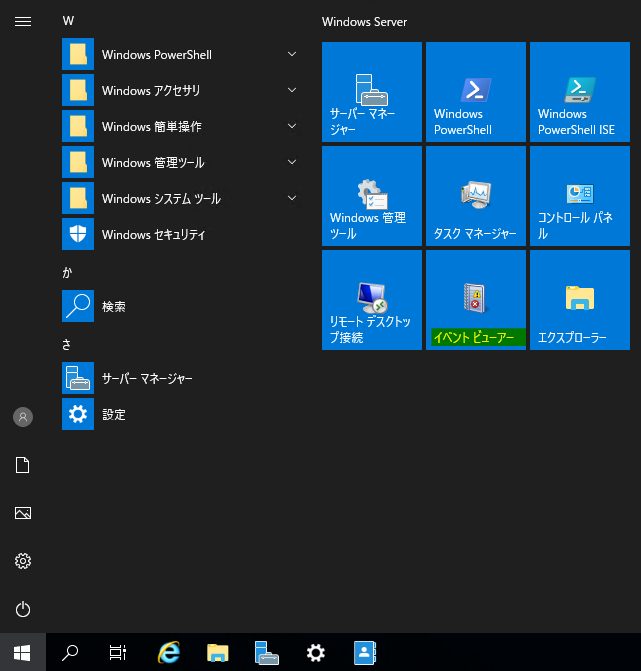 W
Windows PowerShell
Windows アクセサリ
Windows 簡単操作
Windows 管理ツール
Windows システム ツール
Windows セキュリティ
か
検索
さ
サーバー マネージャー
設定
Windows Server
サーバー マネー
ジャー
Windows
PowerShell
Windows
PowerShell ISE
Windows 管理
ツール
タスク マネージャー
コントロール パネ
ル
リモート デスクトッ
プ接続
イベント ビューアー
エクスプローラー